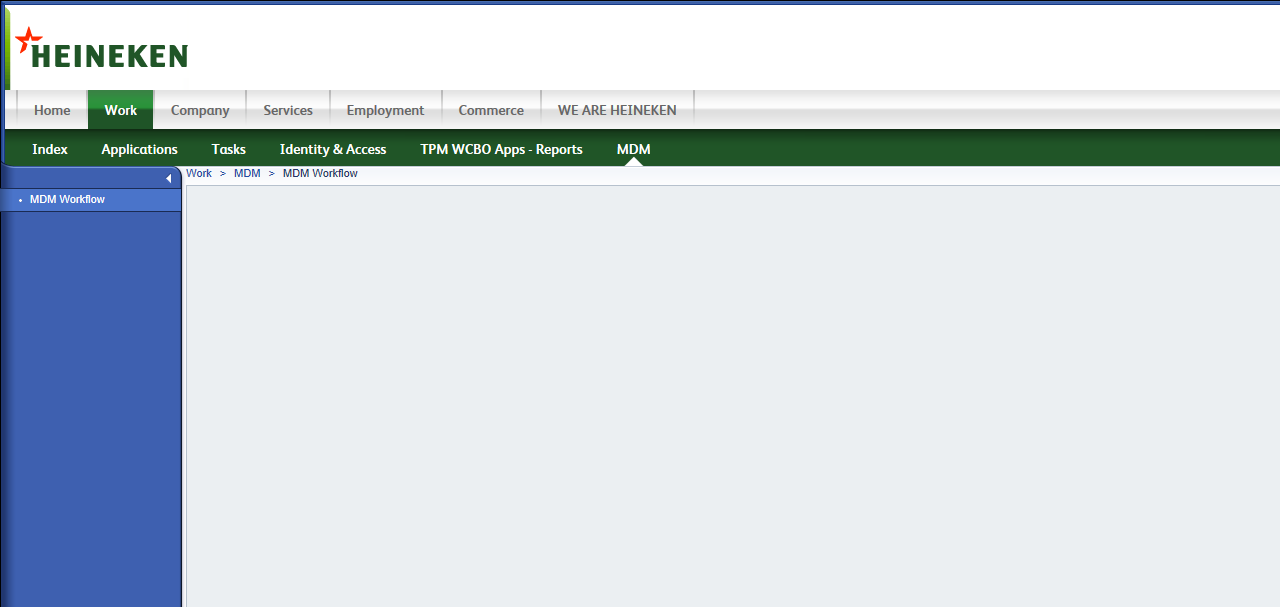 HEINEKEN
Home Work Company Services Employment Commerce WE ARE HEINEKEN
Index Applications Tasks Identity & Access TPM WCBO Apps - Reports MDM
Work > MDM > MDM Workflow
• MDM Workflow